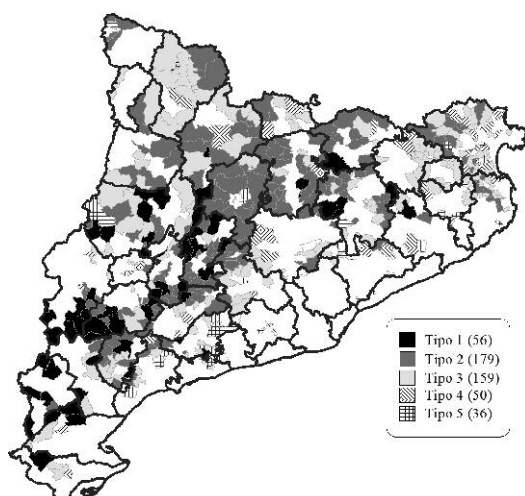 Tipo 1 (56)
Tipo 2 (179)
Tipo 3 (159)
Tipo 4 (50)
Tipo 5 (36)